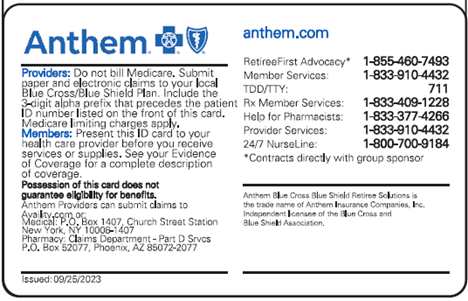 Anthem
Providers: Do not bill Medicare. Submit
paper and electronic claims to your local
Blue Cross/Blue Shield Plan. Include the
3-digit alpha prefix that precedes the patient
ID number listed on the front of this card.
Medicare limiting charges apply.
Members: Present this ID card to your
health care provider before you receive
services or supplies. See your Evidence
of Coverage for a complete description
of coverage.
Possession of this card does not
guarantee eligibility for benefits.
Anthem Providers can submit claims to
Availity.com or:
Medical: P.O. Box 1407, Church Street Station
New York, NY 10008-1407
Pharmacy: Claims Department - Part D Srvcs
P.O. Box 52077, Phoenix, AZ 85072-2077
Issued: 09/25/2023
anthem.com
RetireeFirst Advocacy* 1-855-460-7493
Member Services: 1-833-910-4432
TDD/TTY: 711
Rx Member Services: 1-833-409-1228
Help for Pharmacists: 1-833-377-4266
Provider Services: 1-833-910-4432
24/7 NurseLine: 1-800-700-9184
*Contracts directly with group sponsor
Anthem Blue Cross Blue Shield Retiree Solutions is
the trade name of Anthem Insurance Companies, Inc.
Independent licensee of the Blue Cross and
Blue Shield Association.